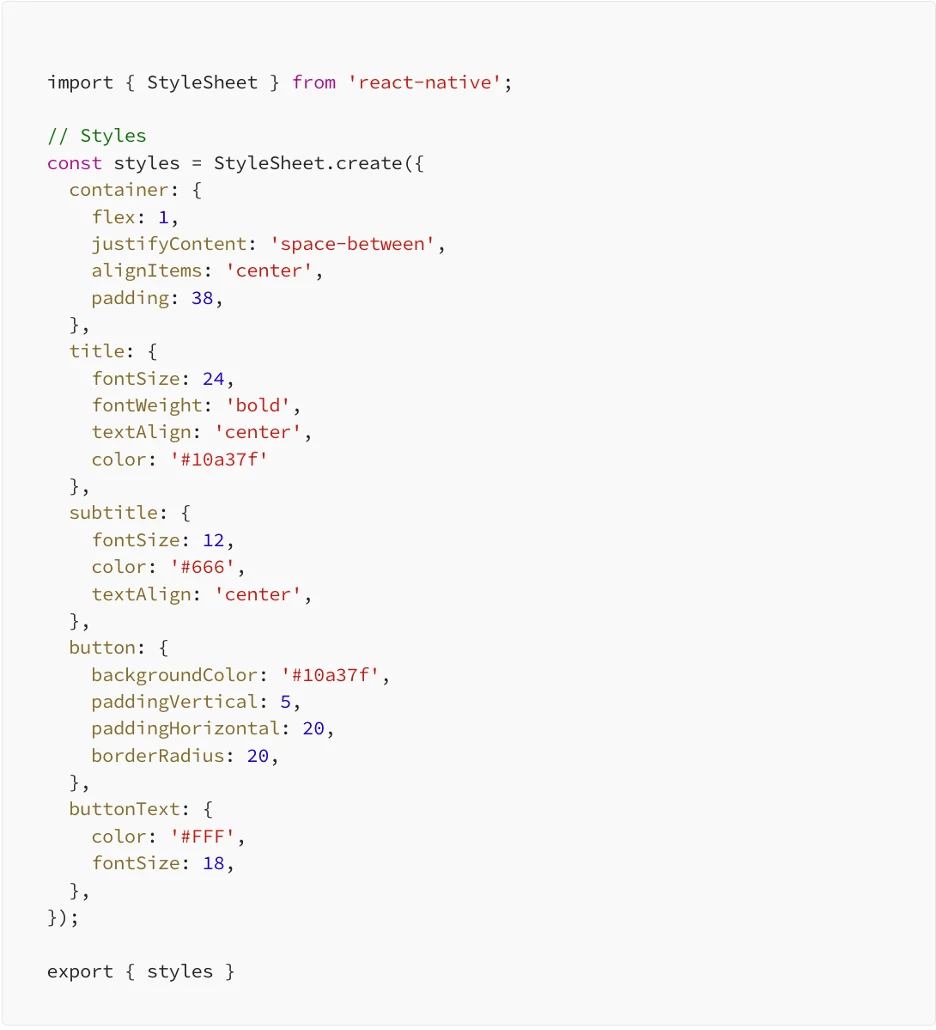 import { StyleSheet } from 'react-native';

// Styles
const styles = StyleSheet.create({
  container: {
    flex: 1,
    justifyContent: 'space-between',
    alignItems: 'center',
    padding: 38,
  },
  title: {
    fontSize: 24,
    fontWeight: 'bold',
    textAlign: 'center',
    color: '#10a37f'
  },
  subtitle: {
    fontSize: 12,
    color: '#666',
    textAlign: 'center',
  },
  button: {
    backgroundColor: '#10a37f',
    paddingVertical: 5,
    paddingHorizontal: 20,
    borderRadius: 20,
  },
  buttonText: {
    color: '#FFF',
    fontSize: 18,
  },
});

export { styles }